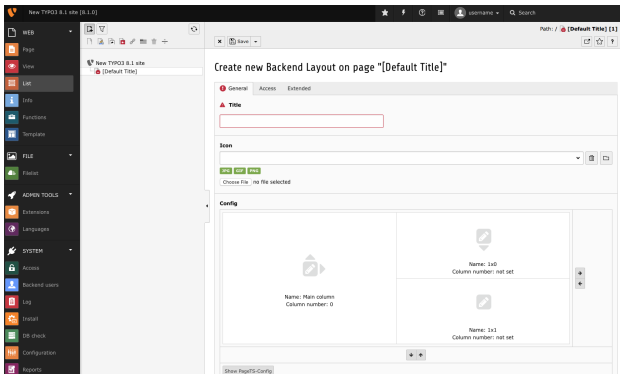 New TYPO3 8.1 site [8.1.0]
username
Search
WEB
Page
View
List
Info
Functions
Template
FILE
Filelist
ADMIN TOOLS
Extensions
Languages
SYSTEM
Access
Backend users
Log
Install
DB check
Configuration
Reports
New TYPO3 8.1 site
[Default Title]
Path: / [Default Title] [1]
Save
Create new Backend Layout on page "[Default Title]"
General Access Extended
Title
Icon
JPG GIF PNG
Choose File no file selected
Config
Name: Main column
Column number: 0
Name: 1x0
Column number: not set
Name: 1x1
Column number: not set
Show PageTS-Config